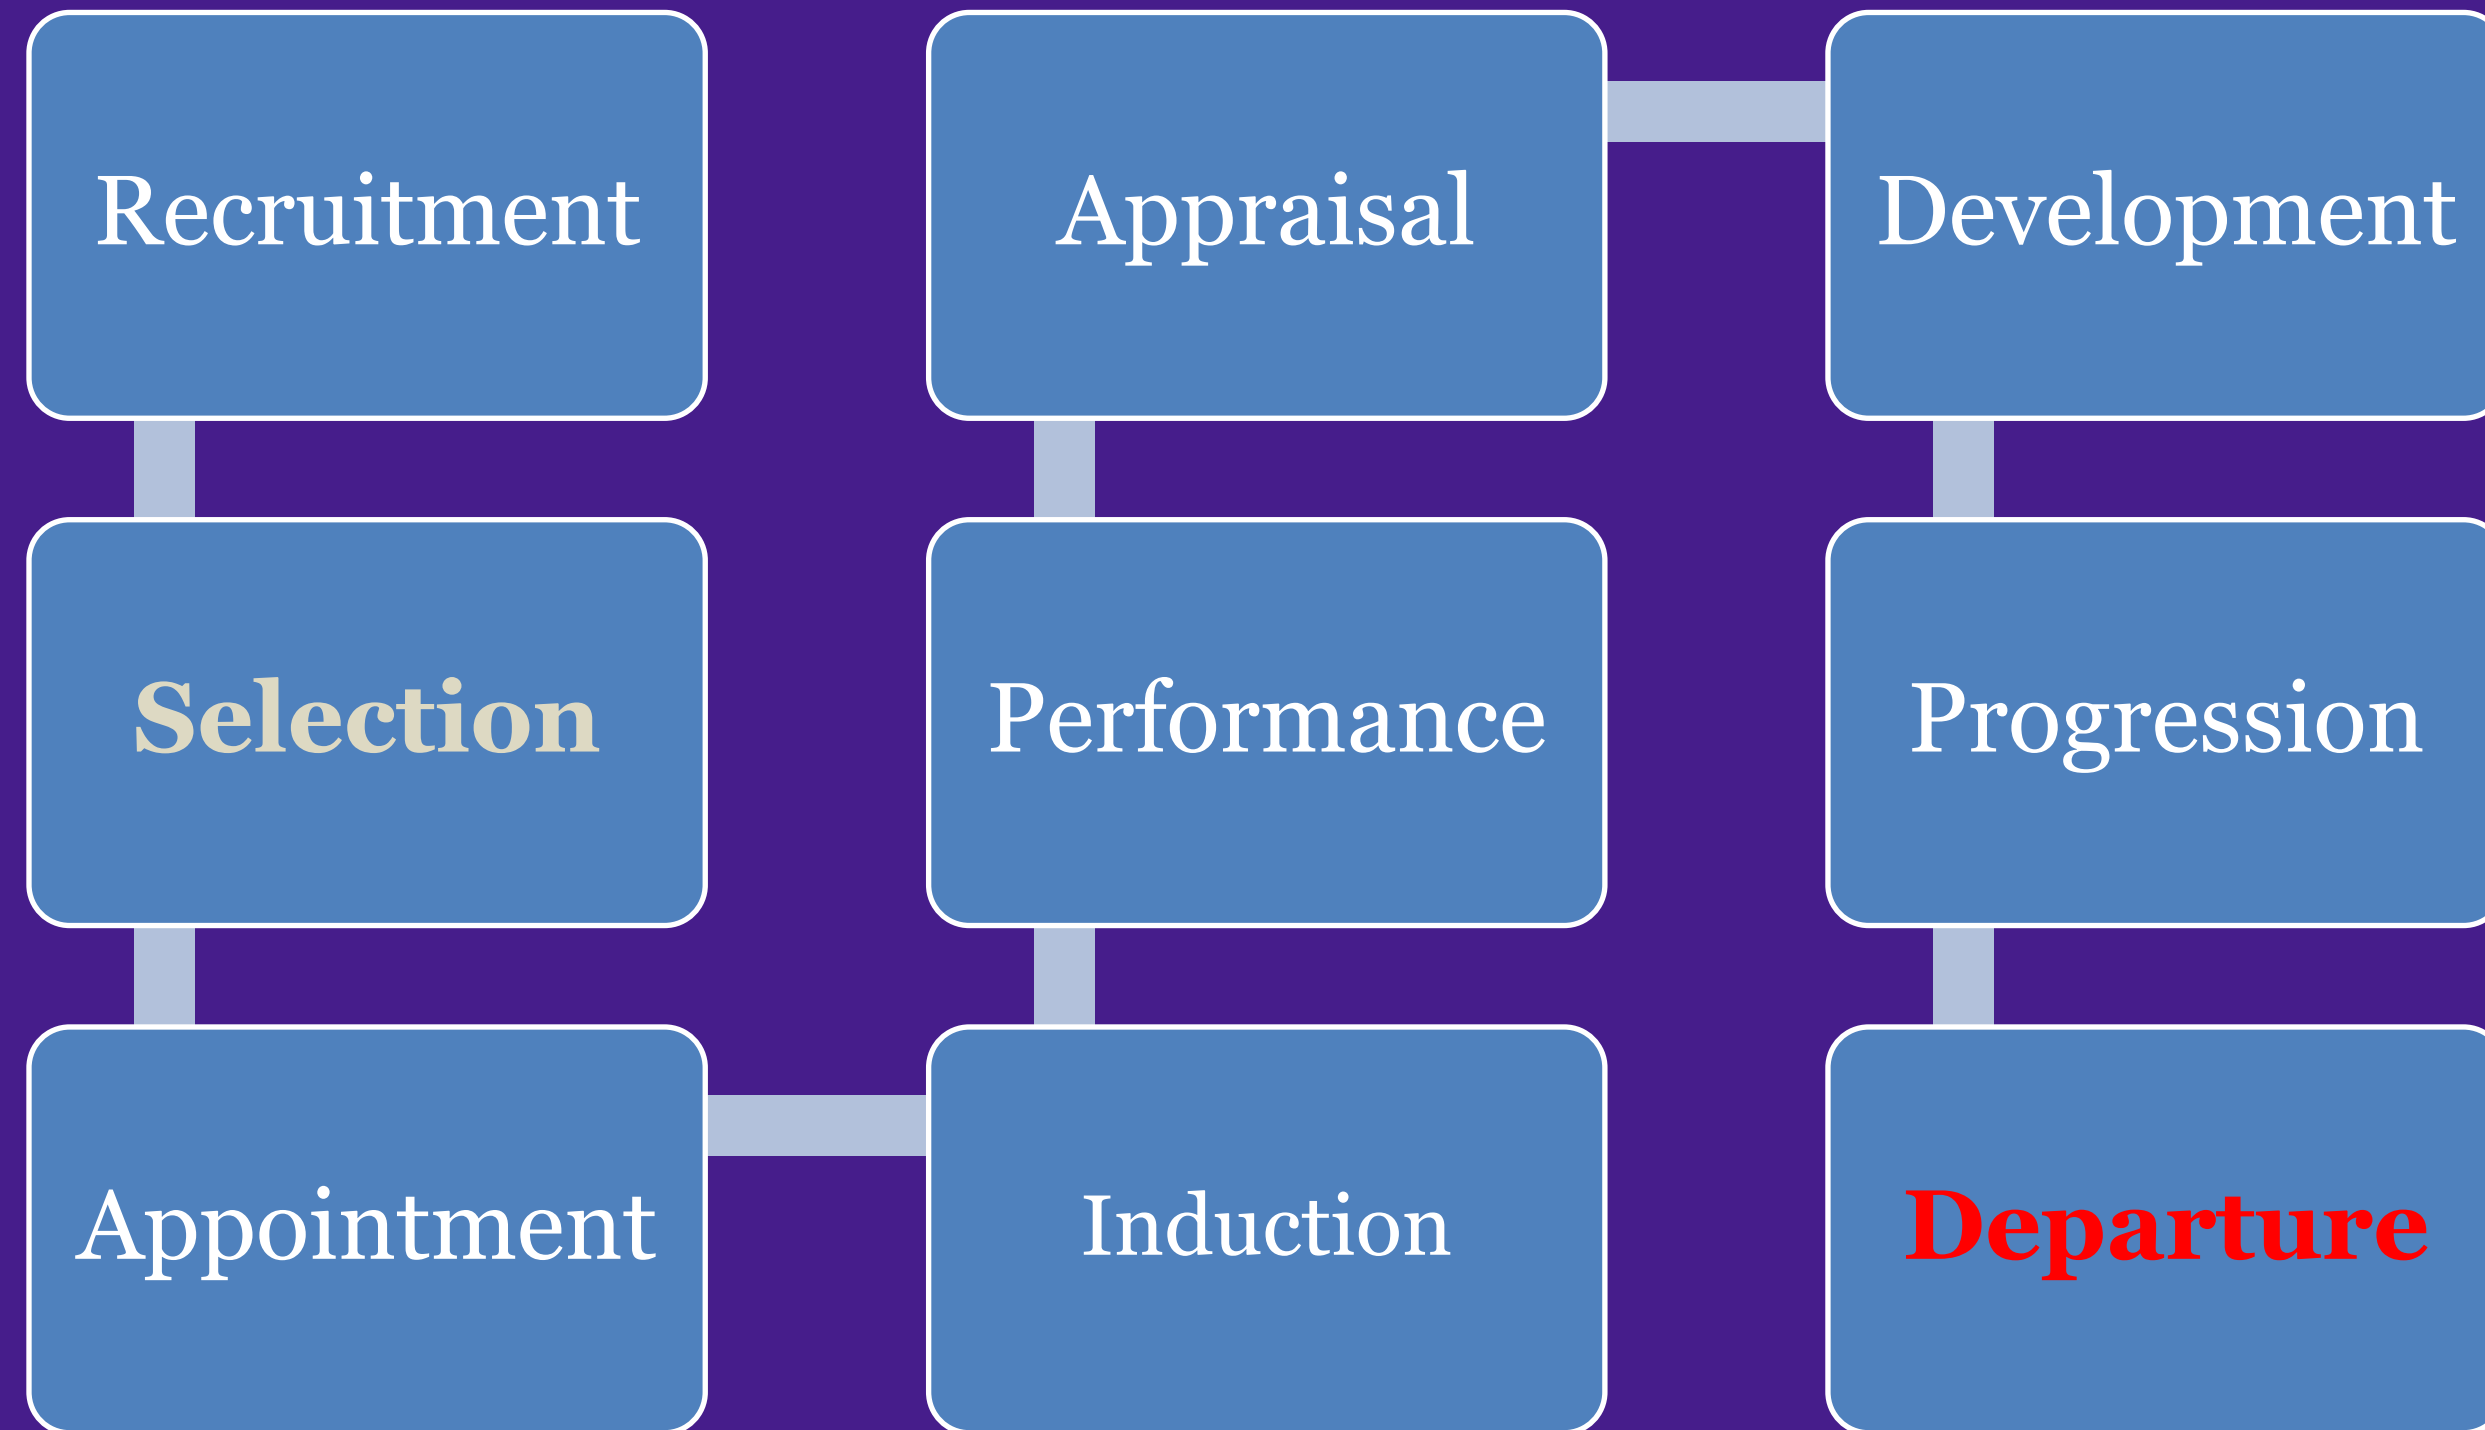 Recruitment
Selection
Appointment
Induction
Performance
Appraisal
Development
Progression
Departure